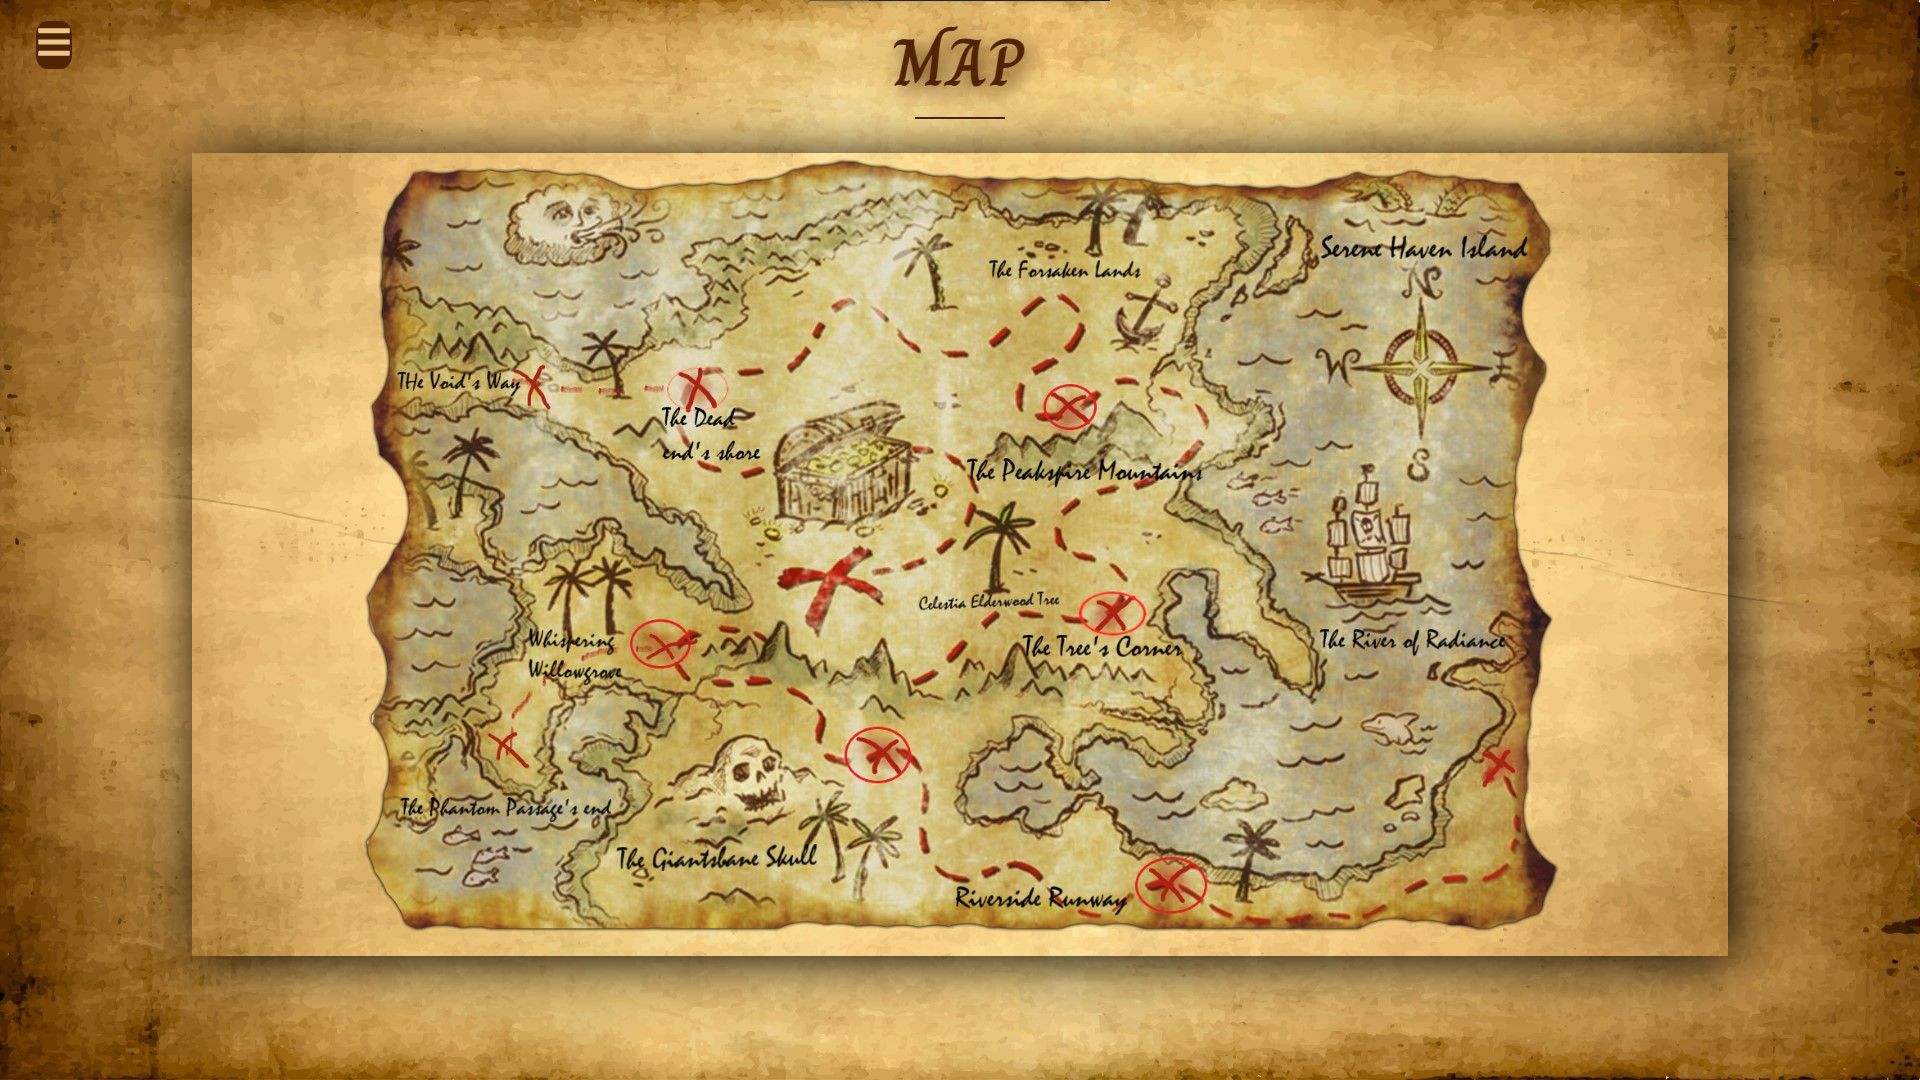 MAP
Serene Haven Island
The Forsaken Lands
N
W
E
S
THe Void's Way
The Dead
end's shore
The Peakspire Mountains
Celestia Elderwood Tree
The Tree's Corner
The River of Radiance
Whispering
Willowgrove
The Phantom Passage's end
The Giantsbane Skull
Riverside Runway